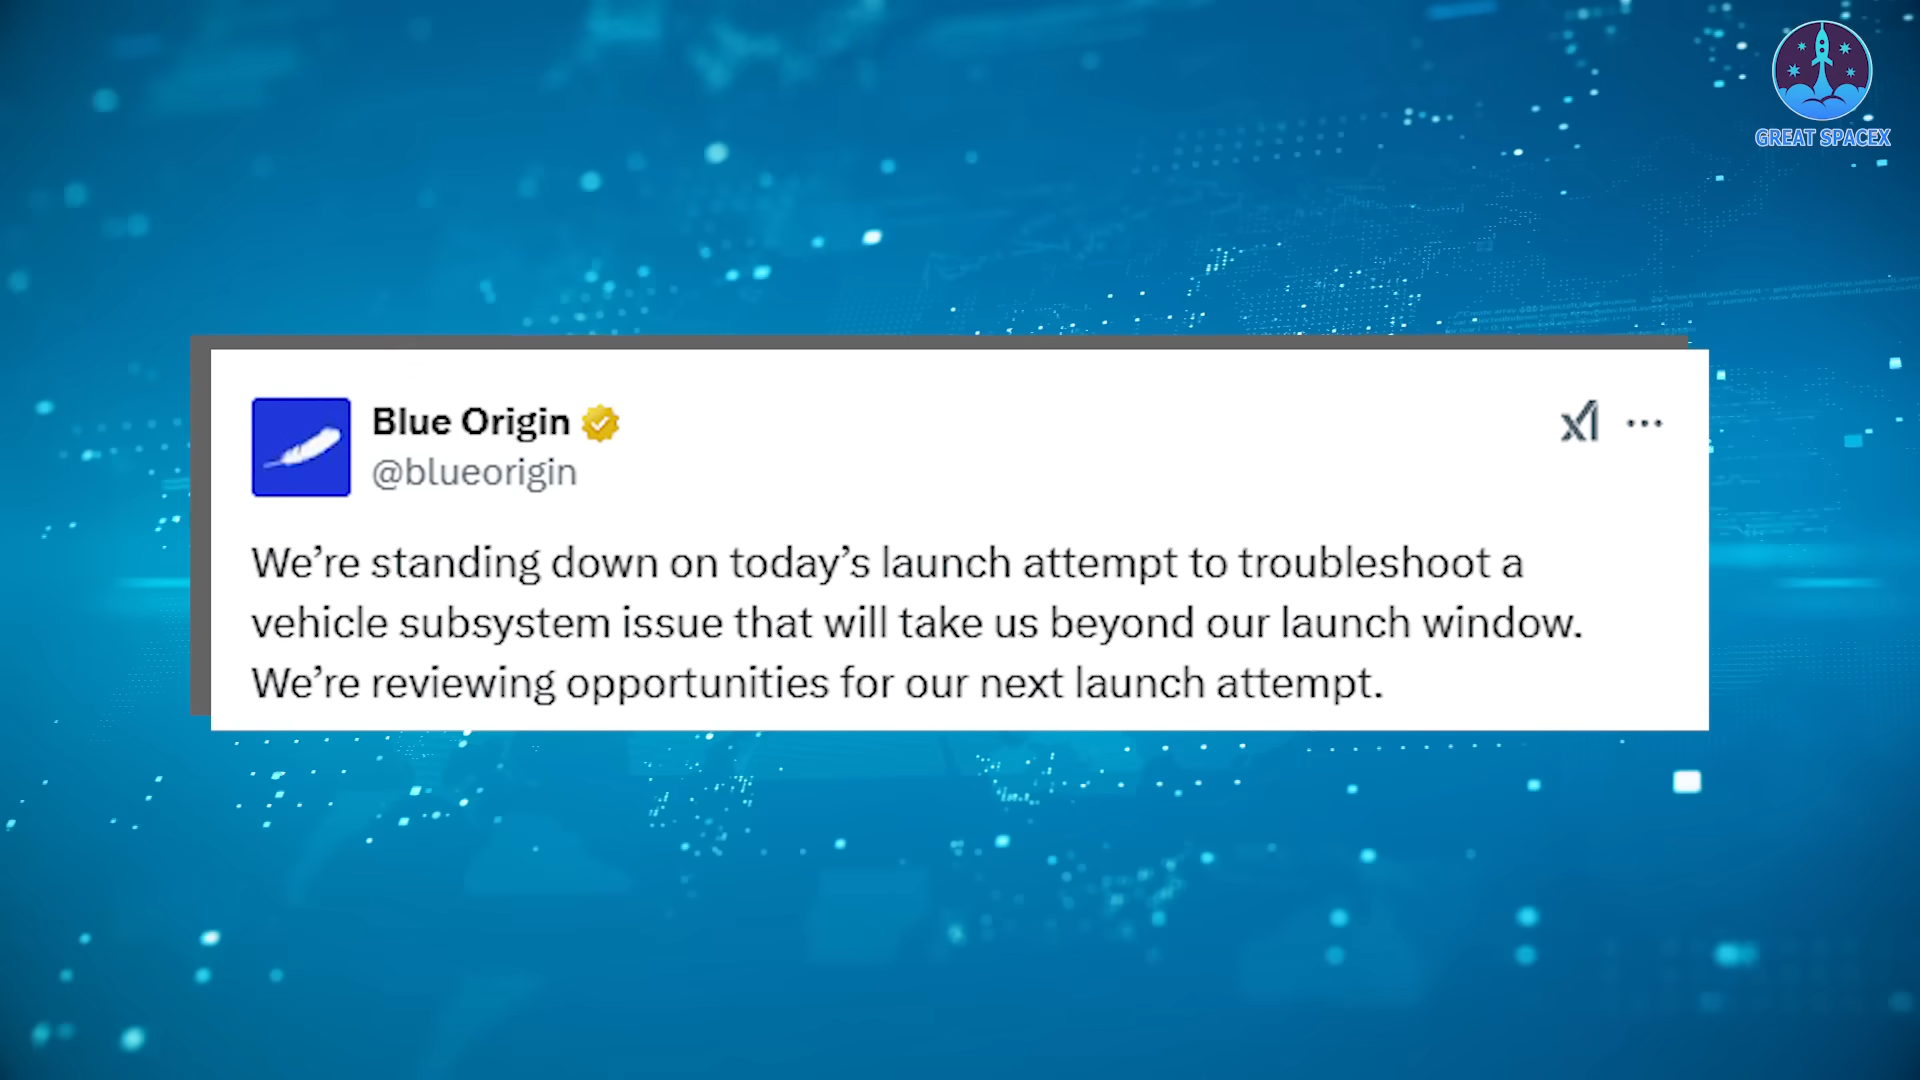 GREAT SPACEX
Blue Origin
@blueorigin
We’re standing down on today’s launch attempt to troubleshoot a
vehicle subsystem issue that will take us beyond our launch window.
We’re reviewing opportunities for our next launch attempt.